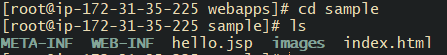 [root@ip-172-31-35-225 webapps]# cd sample
[root@ip-172-31-35-225 sample]# ls
META-INF  WEB-INF  hello.jsp  images  index.html